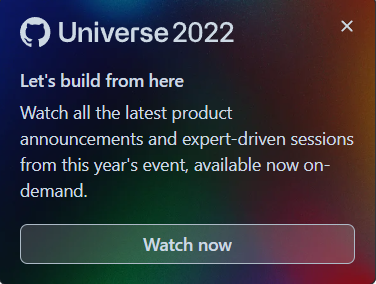 Universe 2022
Let's build from here
Watch all the latest product
announcements and expert-driven sessions
from this year's event, available now on-
demand.
Watch now